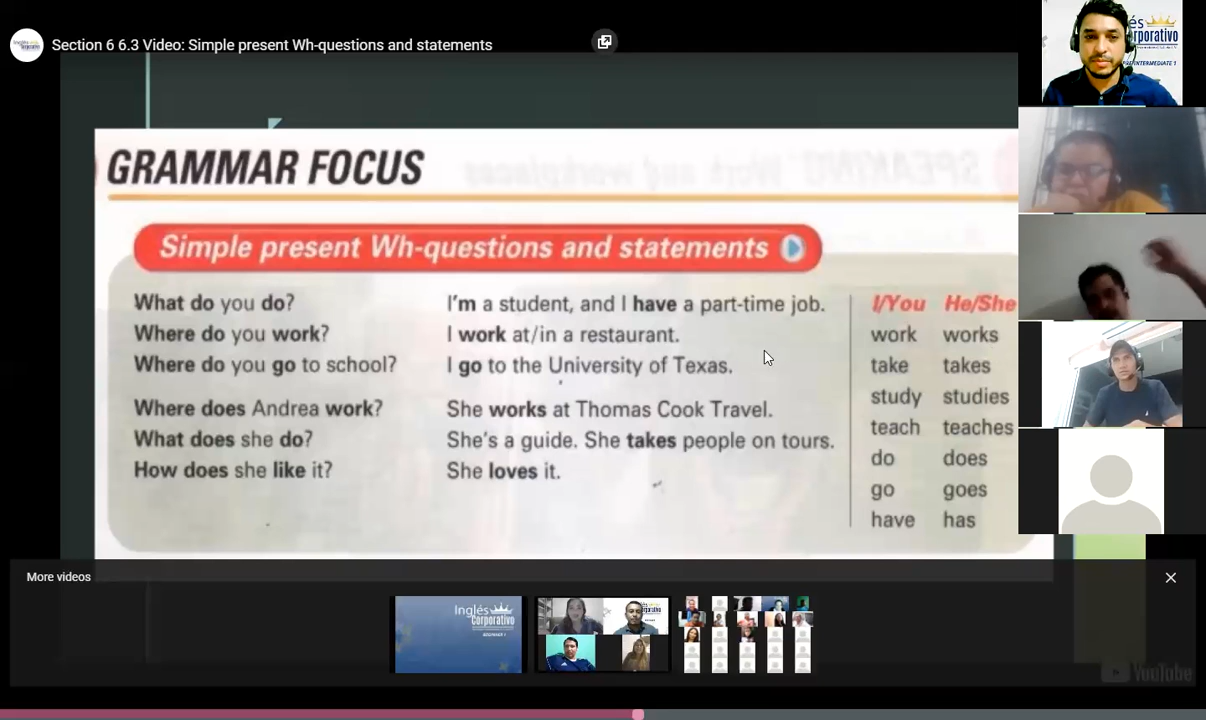 Section 6 6.3 Video: Simple present Wh-questions and statements
GRAMMAR FOCUS
SPEAKING Work and workplaces
Simple present Wh-questions and statements
What do you do? I'm a student, and I have a part-time job.
Where do you work? I work at/in a restaurant.
Where do you go to school? I go to the University of Texas.
Where does Andrea work? She works at Thomas Cook Travel.
What does she do? She's a guide. She takes people on tours.
How does she like it? She loves it.
I/You He/She
work works
take takes
study studies
teach teaches
do does
go goes
have has
More videos
Inglés
Corporativo
YouTube